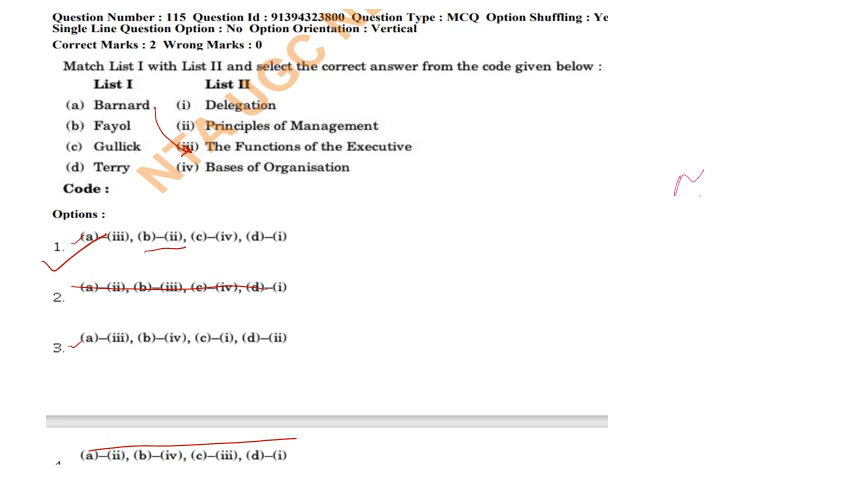 Question Number : 115 Question Id : 91394323800 Question Type : MCQ Option Shuffling : Ye
Single Line Question Option : No Option Orientation : Vertical
Correct Marks : 2 Wrong Marks : 0
Match List I with List II and select the correct answer from the code given below :
List I List II
(a) Barnard (i) Delegation
(b) Fayol (ii) Principles of Management
(c) Gullick (iii) The Functions of the Executive
(d) Terry (iv) Bases of Organisation
Code :
NTA UGC N
Options :
1. (a)–(iii), (b)–(ii), (c)–(iv), (d)–(i)
2. (a)–(ii), (b)–(iii), (c)–(iv), (d)–(i)
3. (a)–(iii), (b)–(iv), (c)–(i), (d)–(ii)
(a)–(ii), (b)–(iv), (c)–(iii), (d)–(i)